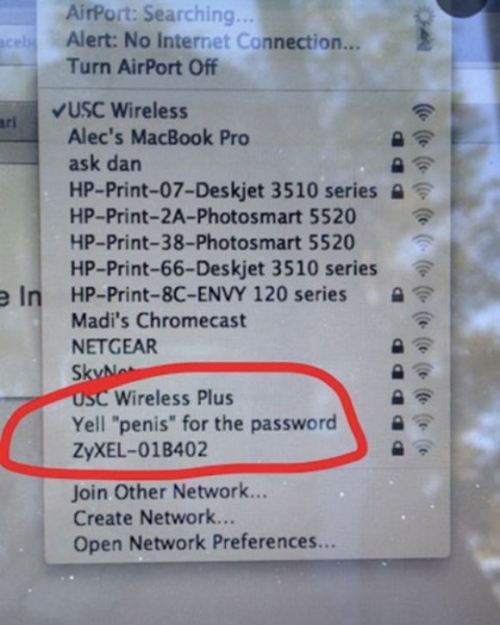 AirPort: Searching...
Alert: No Internet Connection...
Turn AirPort Off
✓USC Wireless
Alec's MacBook Pro
ask dan
HP-Print-07-Deskjet 3510 series
HP-Print-2A-Photosmart 5520
HP-Print-38-Photosmart 5520
HP-Print-66-Deskjet 3510 series
HP-Print-8C-ENVY 120 series
Madi's Chromecast
NETGEAR
SkyNet
USC Wireless Plus
Yell "penis" for the password
ZyXEL-01B402
Join Other Network...
Create Network...
Open Network Preferences...